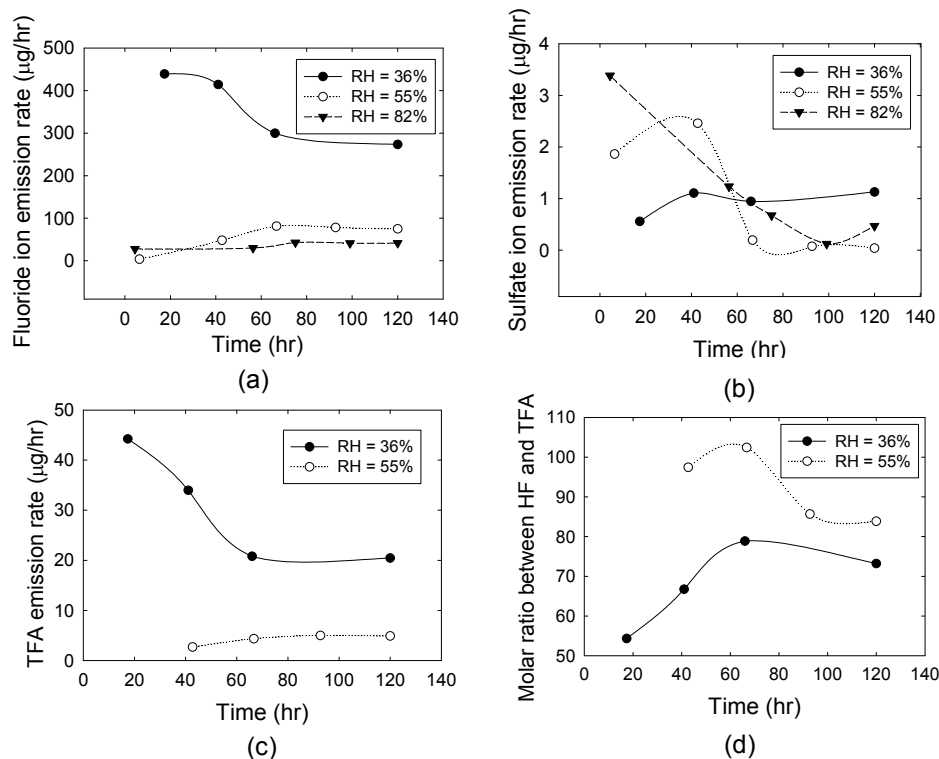 Fluoride ion emission rate (µg/hr)
500
400
300
200
100
0
RH = 36%
RH = 55%
RH = 82%
0 20 40 60 80 100 120 140
Time (hr)
(a)
Sulfate ion emission rate (µg/hr)
4
3
2
1
0
RH = 36%
RH = 55%
RH = 82%
0 20 40 60 80 100 120 140
Time (hr)
(b)
TFA emission rate (µg/hr)
50
40
30
20
10
0
RH = 36%
RH = 55%
0 20 40 60 80 100 120 140
Time (hr)
(c)
Molar ratio between HF and TFA
110
100
90
80
70
60
50
RH = 36%
RH = 55%
0 20 40 60 80 100 120 140
Time (hr)
(d)